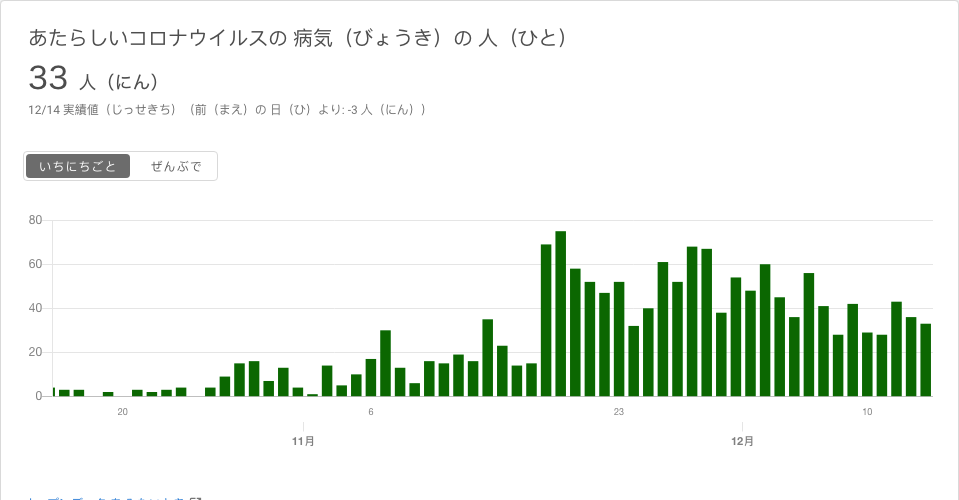 あたらしいコロナウイルスの 病気（びょうき）の 人（ひと）
33 人（にん）
12/14 実績値（じっせきち）（前（まえ）の 日（ひ）より: -3 人（にん））
いちにちごと ぜんぶで
80
60
40
20
0
20 6 23 10
11月 12月